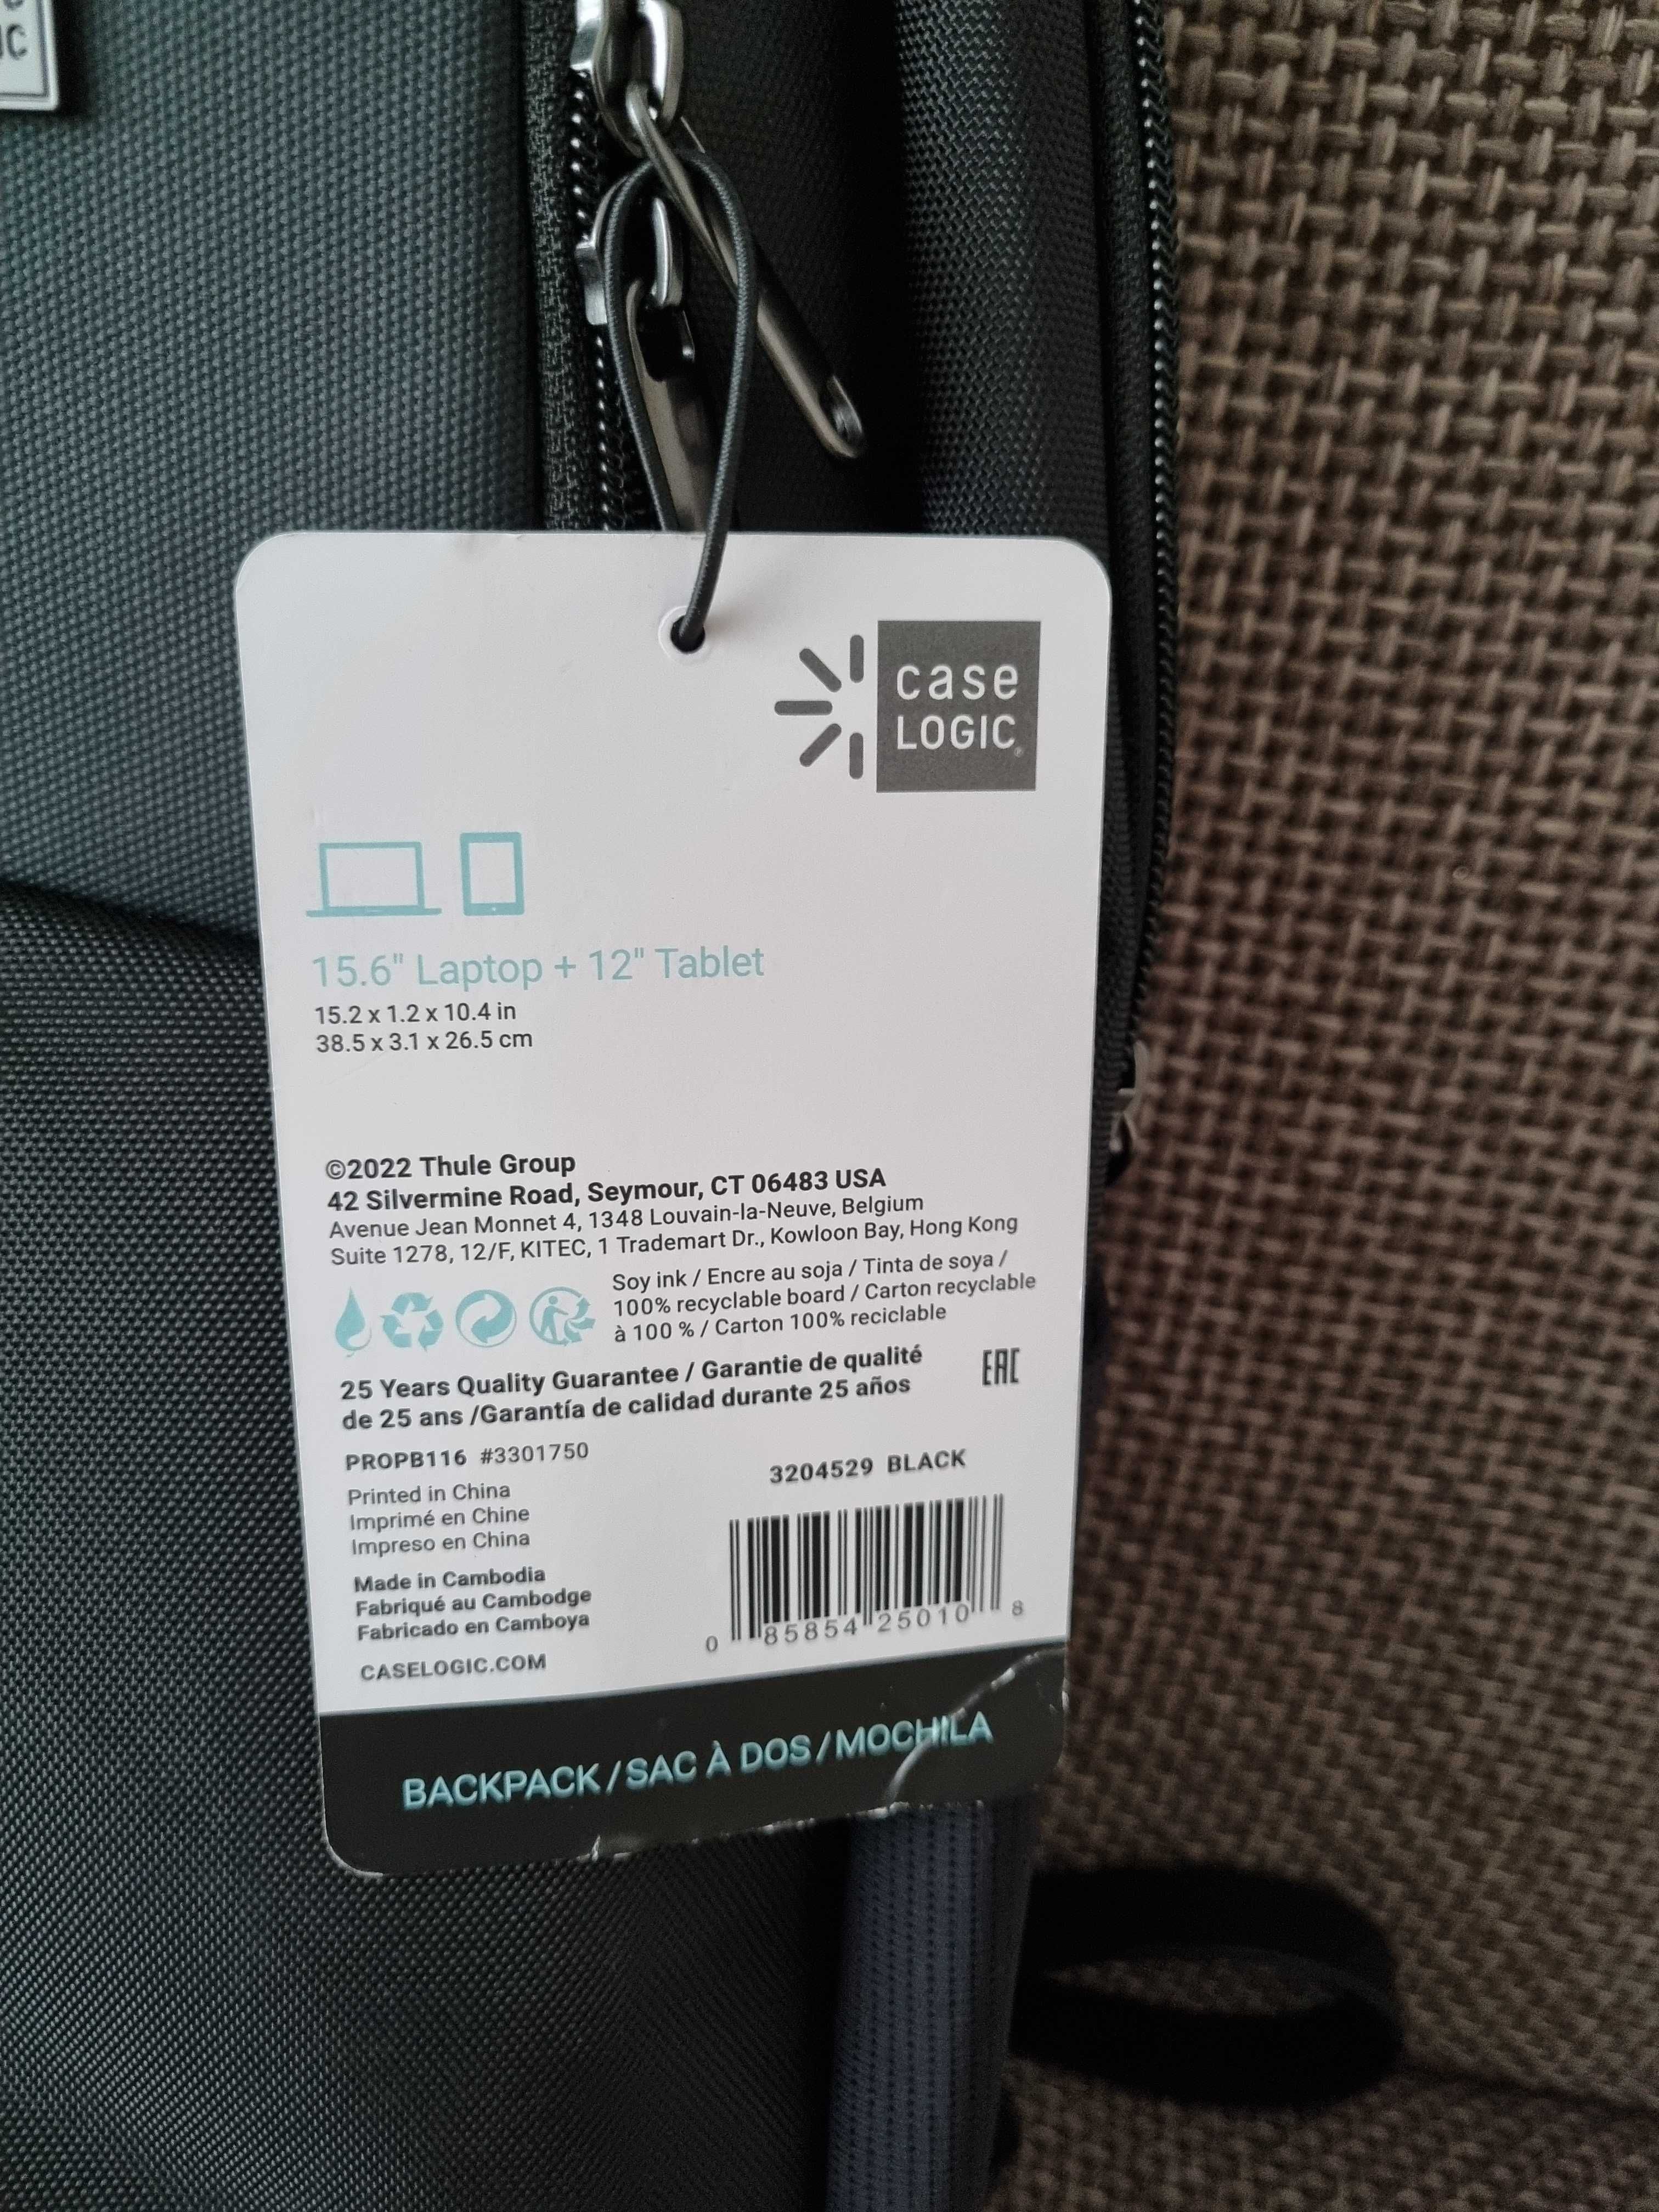 IC
case
LOGIC®
15.6" Laptop + 12" Tablet
15.2 x 1.2 x 10.4 in
38.5 x 3.1 x 26.5 cm
©2022 Thule Group
42 Silvermine Road, Seymour, CT 06483 USA
Avenue Jean Monnet 4, 1348 Louvain-la-Neuve, Belgium
Suite 1278, 12/F, KITEC, 1 Trademart Dr., Kowloon Bay, Hong Kong
Soy ink / Encre au soja / Tinta de soya /
100% recyclable board / Carton recyclable
à 100 % / Carton 100% reciclable
25 Years Quality Guarantee / Garantie de qualité
de 25 ans /Garantía de calidad durante 25 años
EAC
PROPB116 #3301750
Printed in China
Imprimé en Chine
Impreso en China
Made in Cambodia
Fabriqué au Cambodge
Fabricado en Camboya
CASELOGIC.COM
3204529 BLACK
0 85854 25010 8
BACKPACK / SAC À DOS / MOCHILA